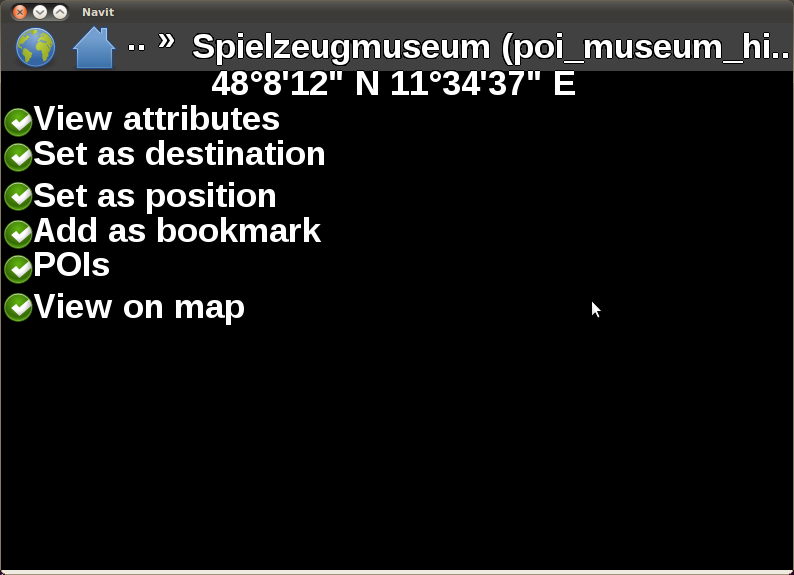 Navit
.. » Spielzeugmuseum (poi_museum_hi..
48°8'12" N 11°34'37" E
View attributes
Set as destination
Set as position
Add as bookmark
POIs
View on map